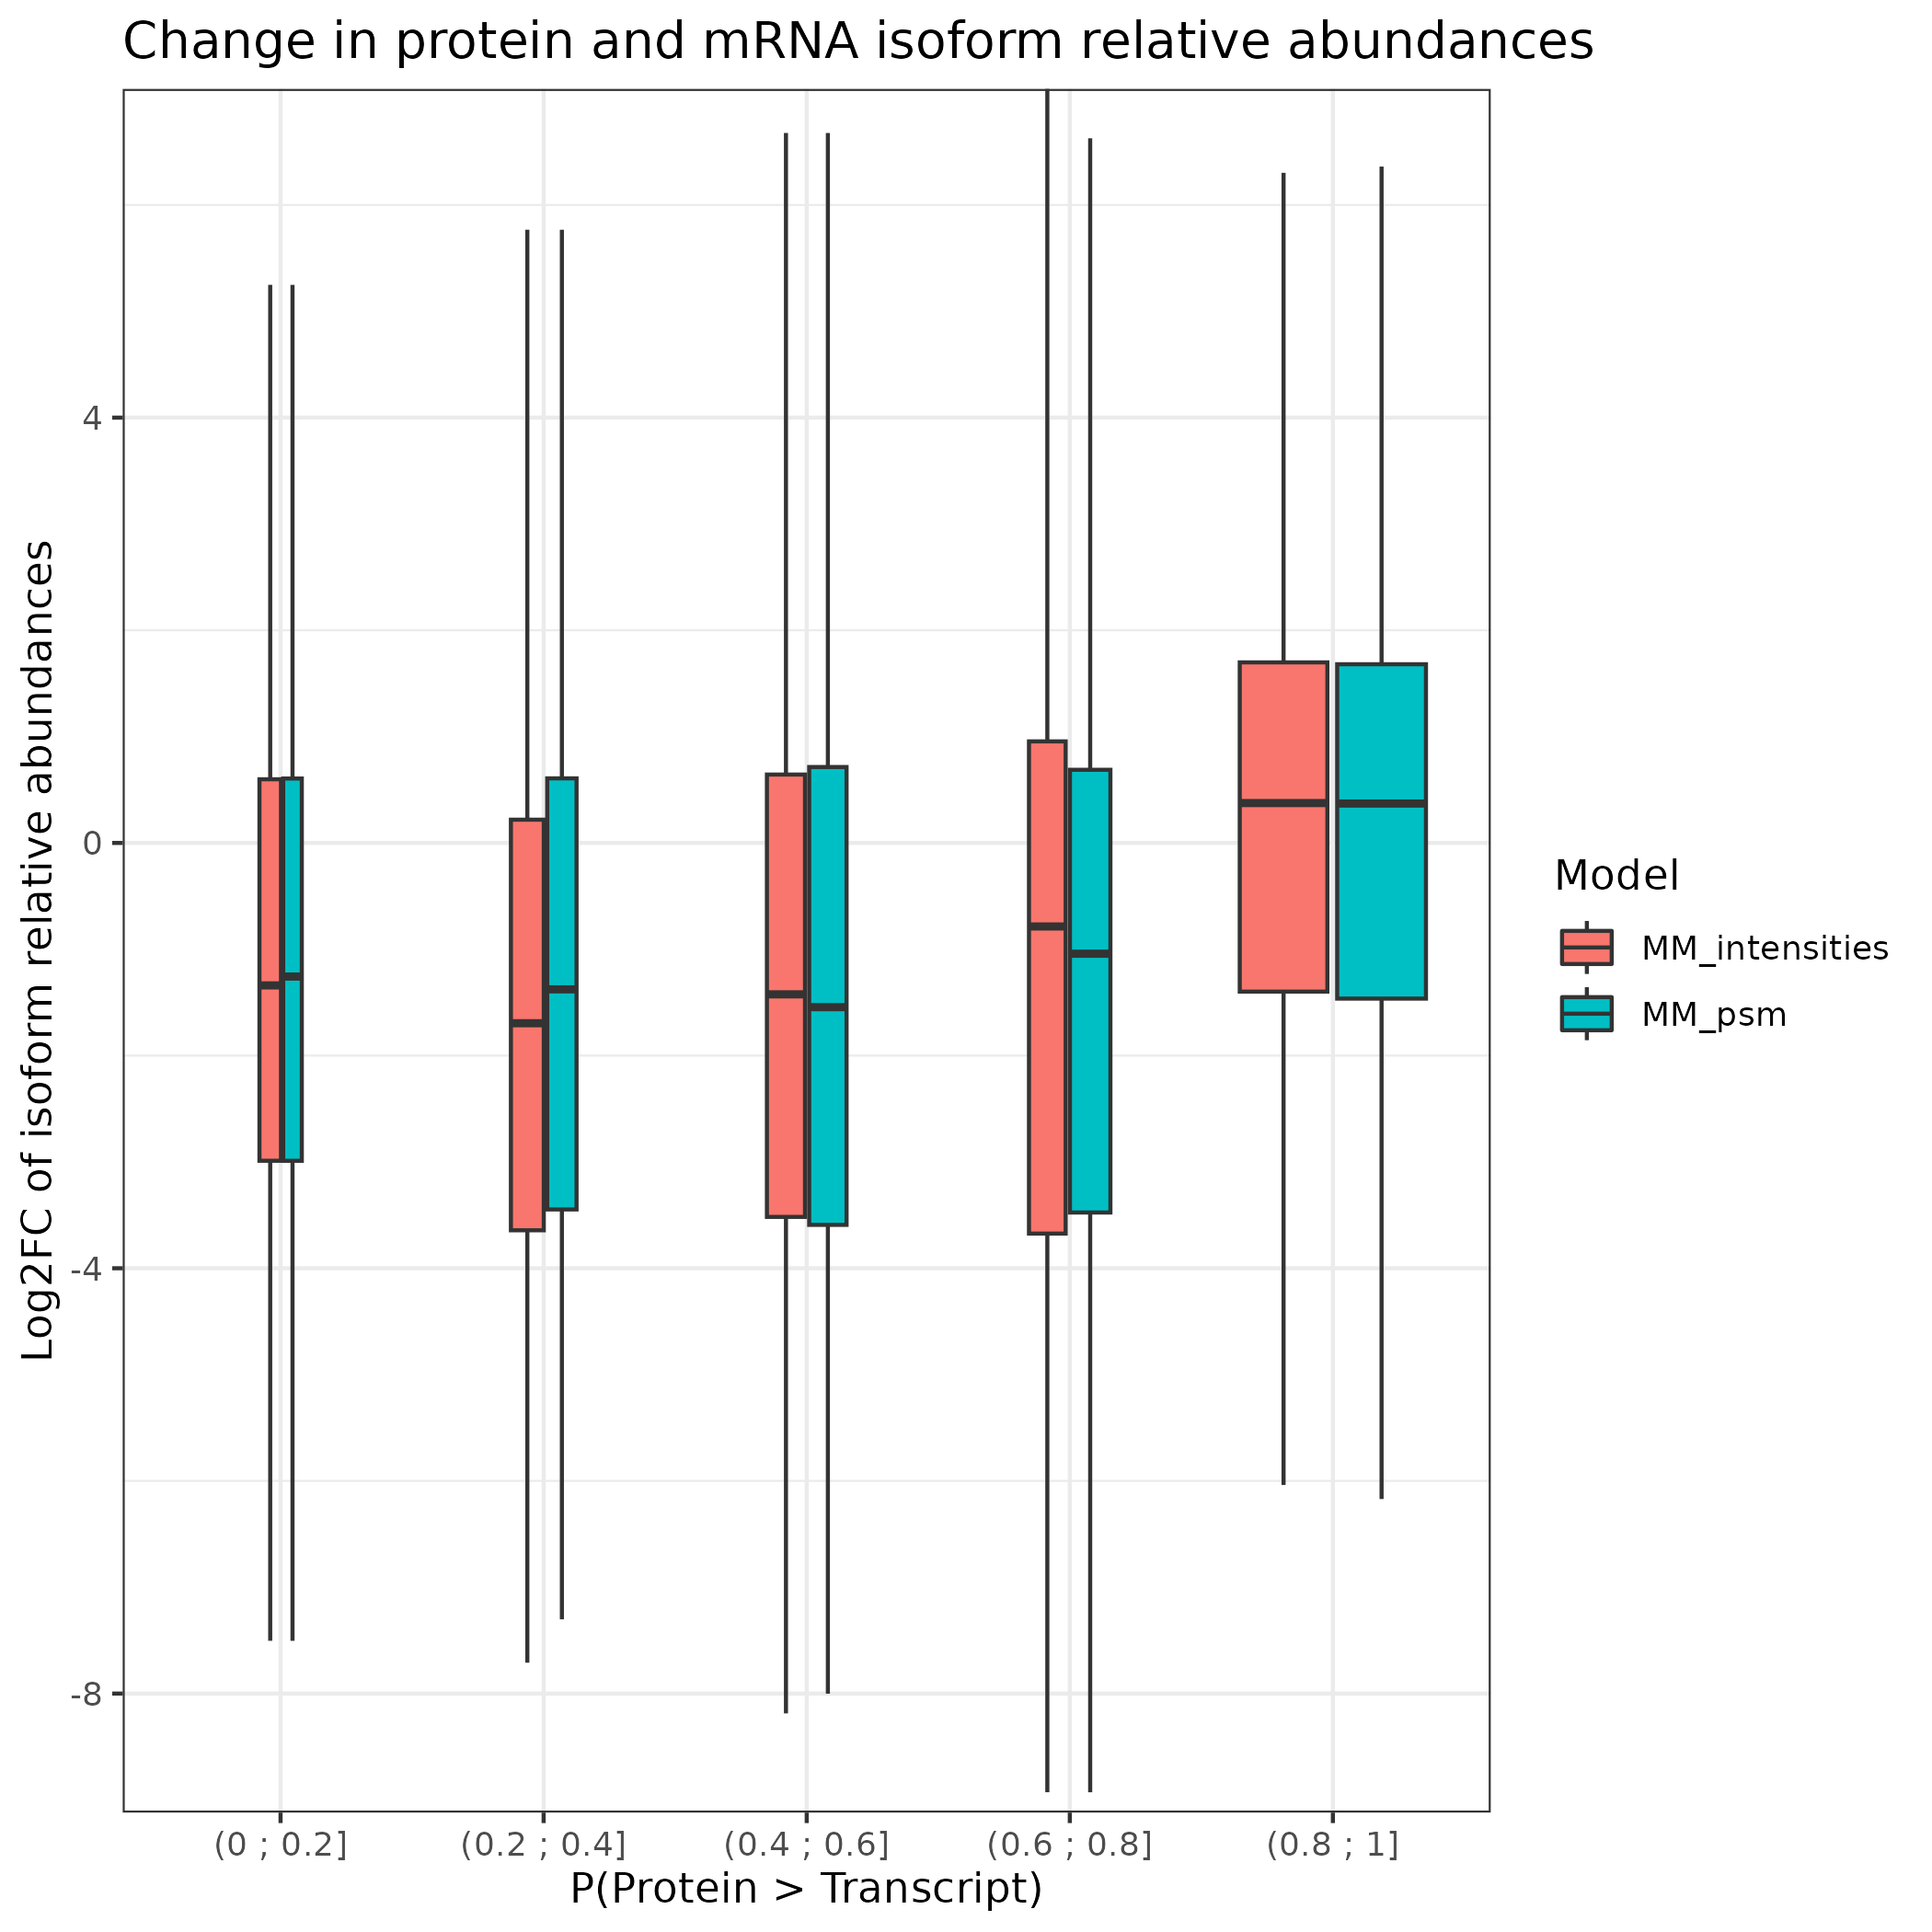 Change in protein and mRNA isoform relative abundances
Log2FC of isoform relative abundances
4
0
-4
-8
(0 ; 0.2]
(0.2 ; 0.4]
(0.4 ; 0.6]
(0.6 ; 0.8]
(0.8 ; 1]
P(Protein > Transcript)
Model
MM_intensities
MM_psm